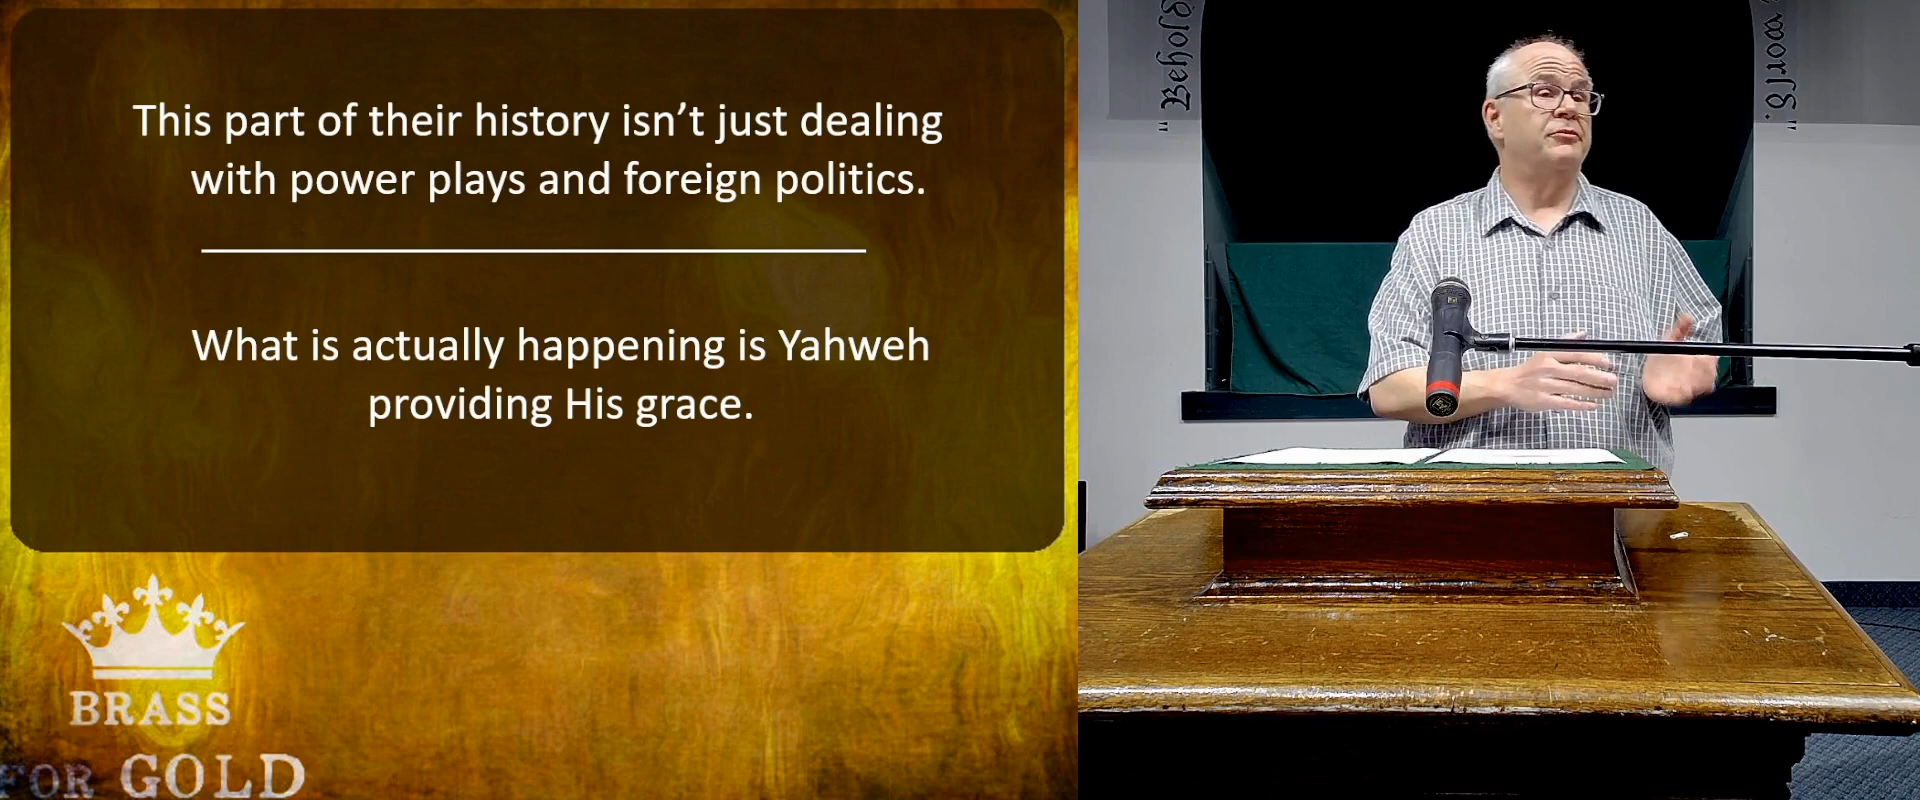 This part of their history isn’t just dealing
with power plays and foreign politics.
What is actually happening is Yahweh
providing His grace.
BRASS
FOR GOLD
"Behold
world."